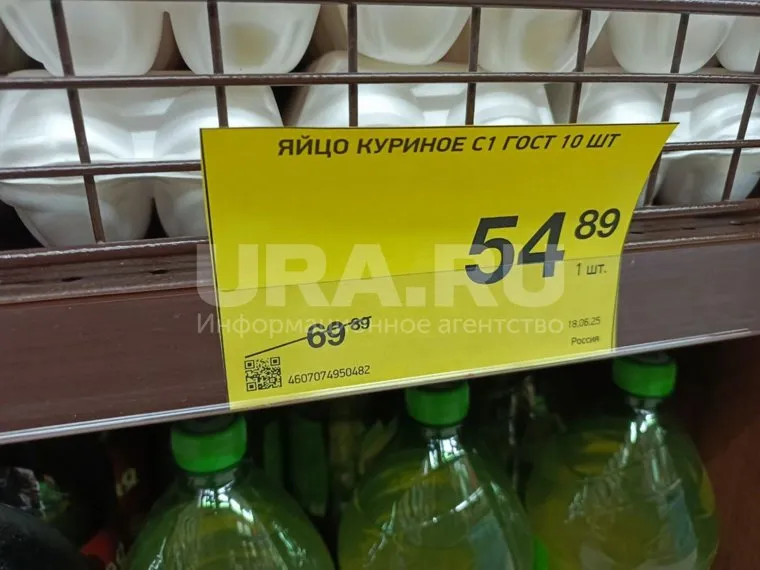 ЯЙЦО КУРИНОЕ С1 ГОСТ 10 ШТ
54 89
1 шт.
URA.RU
Информационное агентство
69 89
18.06.25
Россия
4607074950482